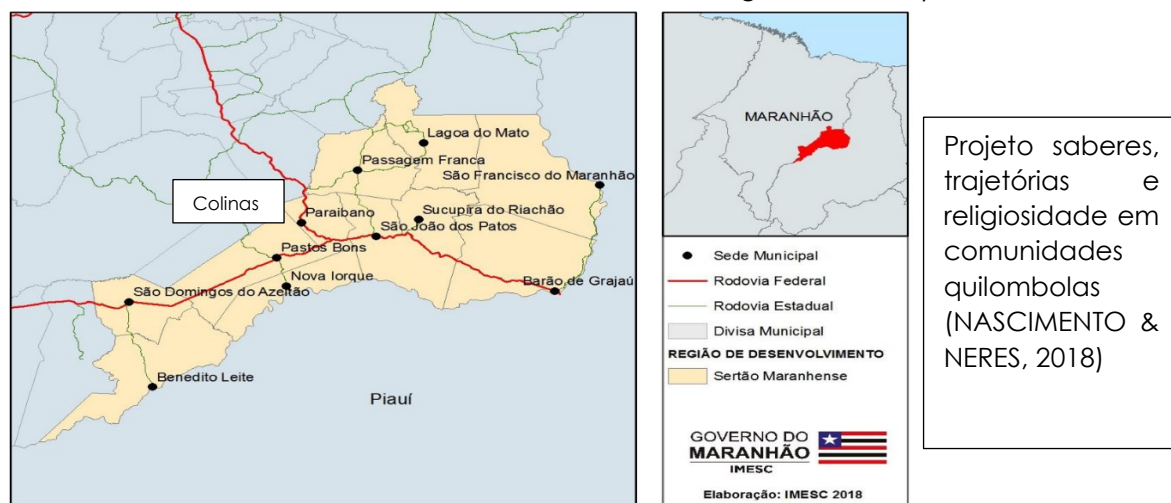 Lagoa do Mato
Passagem Franca
São Francisco do Maranhão
Colinas
Paraibano
Sucupira do Riachão
São João dos Patos
Pastos Bons
Nova Iorque
Barão de Grajaú
São Domingos do Azeitão
Benedito Leite
Piauí
MARANHÃO
Sede Municipal
Rodovia Federal
Rodovia Estadual
Divisa Municipal
REGIÃO DE DESENVOLVIMENTO
Sertão Maranhense
GOVERNO DO
MARANHÃO
IMESC
Elaboração: IMESC 2018
Projeto saberes,
trajetórias e
religiosidade em
comunidades
quilombolas
(NASCIMENTO &
NERES, 2018)